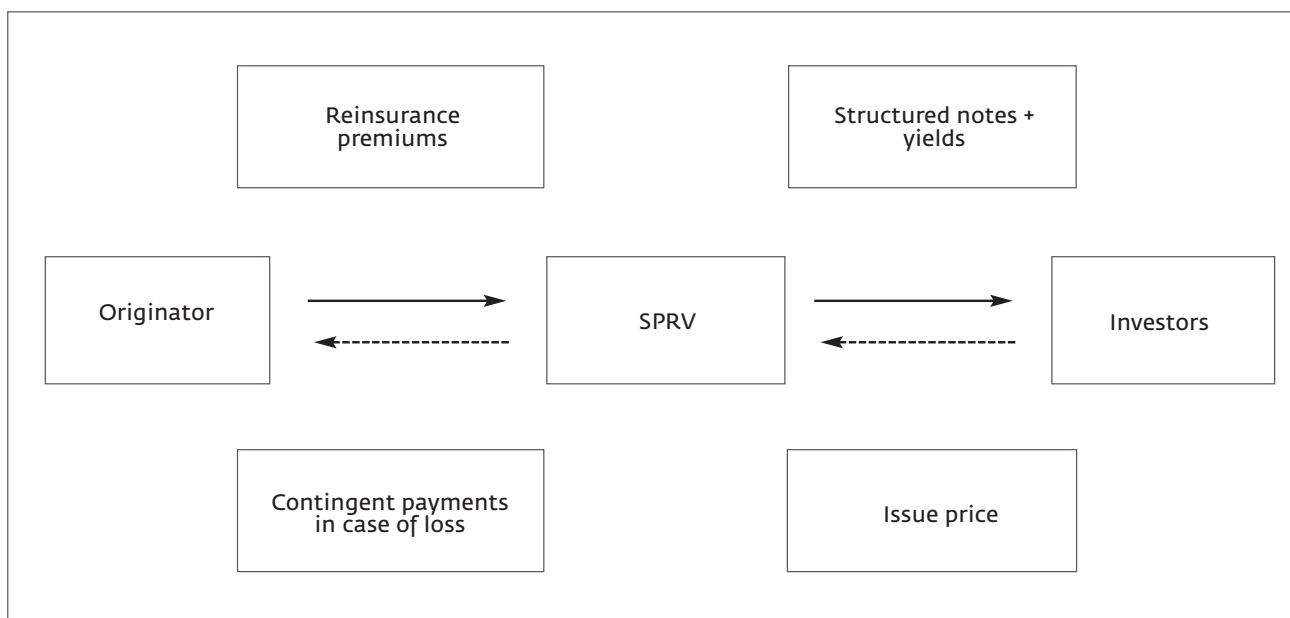 Reinsurance
premiums
Structured notes +
yields
Originator
SPRV
Investors
Contingent payments
in case of loss
Issue price